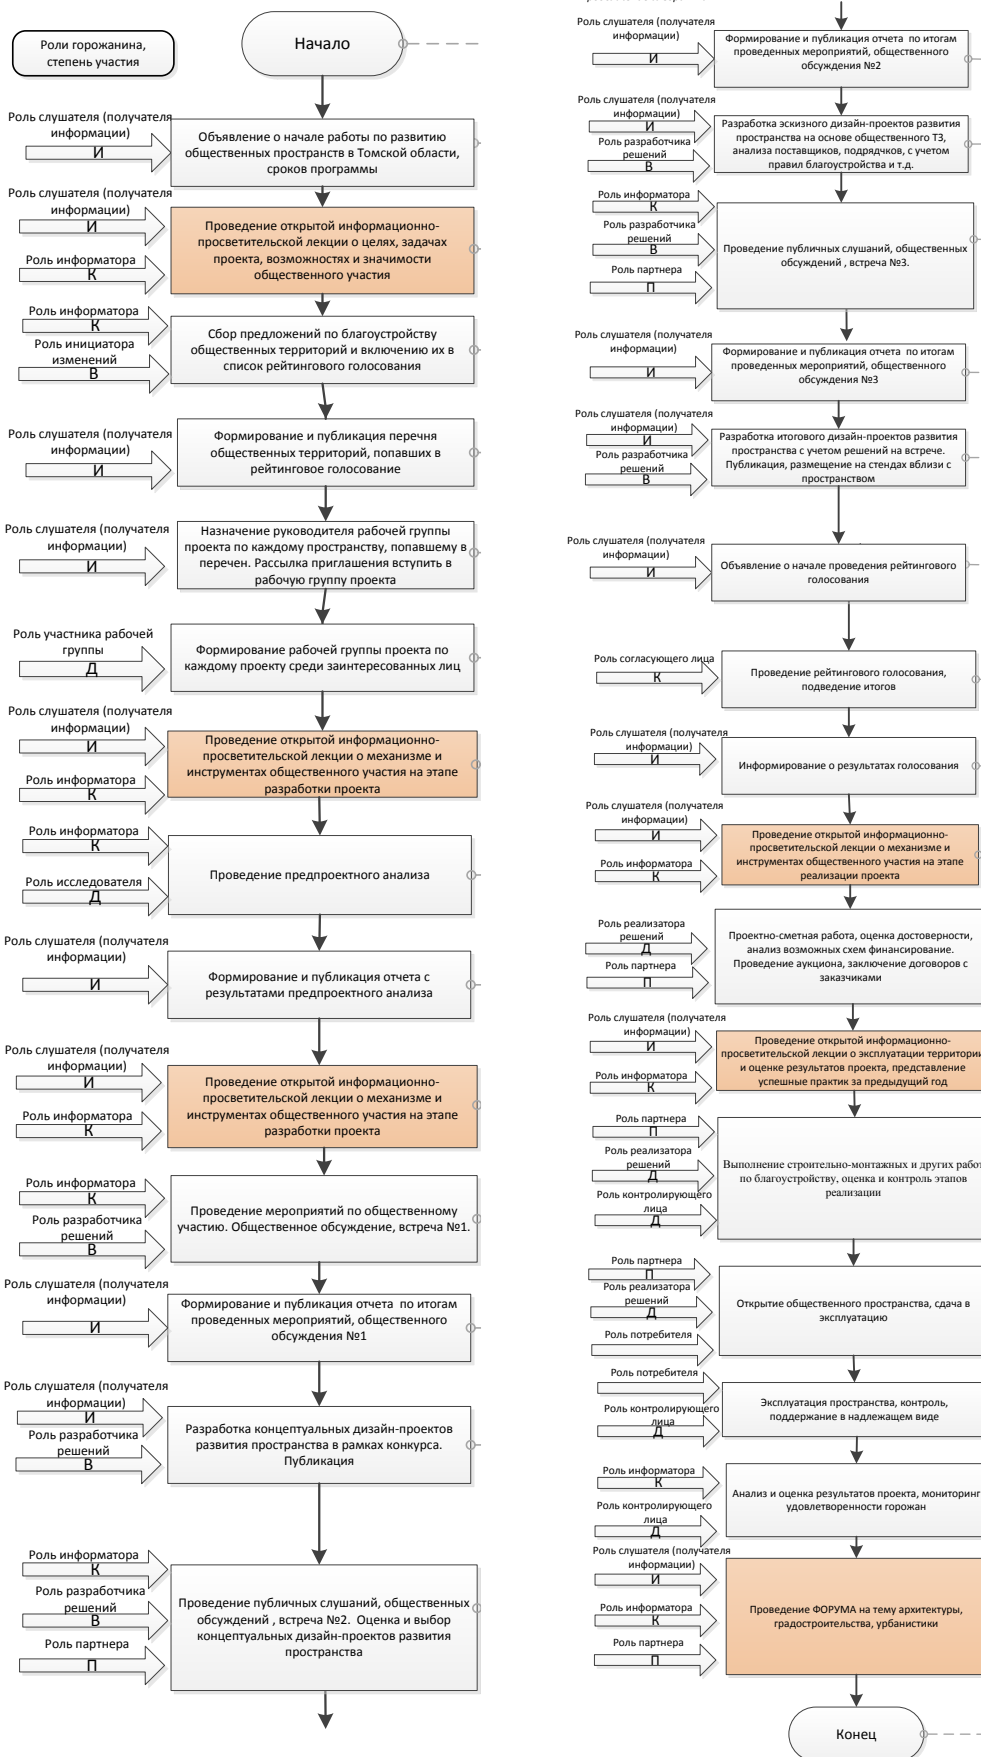 Роли горожанина,
степень участия
Начало
Роль слушателя (получателя
информации)
И
Объявление о начале работы по развитию
общественных пространств в Томской области,
сроков программы
Роль слушателя (получателя
информации)
И
Роль информатора
К
Проведение открытой информационно-
просветительской лекции о целях, задачах
проекта, возможностях и значимости
общественного участия
Роль информатора
К
Роль инициатора
изменений
В
Сбор предложений по благоустройству
общественных территорий и включению их в
список рейтингового голосования
Роль слушателя (получателя
информации)
И
Формирование и публикация перечня
общественных территорий, попавших в
рейтинговое голосование
Роль слушателя (получателя
информации)
И
Назначение руководителя рабочей группы
проекта по каждому пространству, попавшему в
перечен. Рассылка приглашения вступить в
рабочую группу проекта
Роль участника рабочей
группы
Д
Формирование рабочей группы проекта по
каждому проекту среди заинтересованных лиц
Роль слушателя (получателя
информации)
И
Роль информатора
К
Проведение открытой информационно-
просветительской лекции о механизме и
инструментах общественного участия на этапе
разработки проекта
Роль информатора
К
Роль исследователя
Д
Проведение предпроектного анализа
Роль слушателя (получателя
информации)
И
Формирование и публикация отчета с
результатами предпроектного анализа
Роль слушателя (получателя
информации)
И
Роль информатора
К
Проведение открытой информационно-
просветительской лекции о механизме и
инструментах общественного участия на этапе
разработки проекта
Роль информатора
К
Роль разработчика
решений
В
Проведение мероприятий по общественному
участию. Общественное обсуждение, встреча №1.
Роль слушателя (получателя
информации)
И
Формирование и публикация отчета  по итогам
проведенных мероприятий, общественного
обсуждения №1
Роль слушателя (получателя
информации)
И
Роль разработчика
решений
В
Разработка концептуальных дизайн-проектов
развития пространства в рамках конкурса.
Публикация
Роль информатора
К
Роль разработчика
решений
В
Роль партнера
П
Проведение публичных слушаний, общественных
обсуждений , встреча №2.  Оценка и выбор
концептуальных дизайн-проектов развития
пространства
Роль слушателя (получателя
информации)
И
Формирование и публикация отчета  по итогам
проведенных мероприятий, общественного
обсуждения №2
Роль слушателя (получателя
информации)
И
Роль разработчика
решений
В
Разработка эскизного дизайн-проектов развития
пространства на основе общественного ТЗ,
анализа поставщиков, подрядчков, с учетом
правил благоустройства и т.д.
Роль информатора
К
Роль разработчика
решений
В
Роль партнера
П
Проведение публичных слушаний, общественных
обсуждений , встреча №3.
Роль слушателя (получателя
информации)
И
Формирование и публикация отчета  по итогам
проведенных мероприятий, общественного
обсуждения №3
Роль слушателя (получателя
информации)
И
Роль разработчика
решений
В
Разработка итогового дизайн-проектов развития
пространства с учетом решений на встрече.
Публикация, размещение на стендах вблизи с
пространством
Роль слушателя (получателя
информации)
И
Объявление о начале проведения рейтингового
голосования
Роль согласующего лица
К
Проведение рейтингового голосования,
подведение итогов
Роль слушателя (получателя
информации)
И
Информирование о результатах голосования
Роль слушателя (получателя
информации)
И
Роль информатора
К
Проведение открытой информационно-
просветительской лекции о механизме и
инструментах общественного участия на этапе
реализации проекта
Роль реализатора
решений
Д
Роль партнера
П
Проектно-сметная работа, оценка достоверности,
анализ возможных схем финансирование.
Проведение аукциона, заключение договоров с
заказчиками
Роль слушателя (получателя
информации)
И
Роль информатора
К
Проведение открытой информационно-
просветительской лекции о эксплуатации территории
и оценке результатов проекта, представление
успешные практик за предыдущий год
Роль партнера
П
Роль реализатора
решений
Д
Роль контролирующего
лица
Д
Выполнение строительно-монтажных и других работ
по благоустройству, оценка и контроль этапов
реализации
Роль партнера
П
Роль реализатора
решений
Д
Роль потребителя
Открытие общественного пространства, сдача в
эксплуатацию
Роль потребителя
Роль контролирующего
лица
Д
Эксплуатация пространства, контроль,
поддержание в надлежащем виде
Роль информатора
К
Роль контролирующего
лица
Д
Анализ и оценка результатов проекта, мониторинг
удовлетворенности горожан
Роль слушателя (получателя
информации)
И
Роль информатора
К
Роль партнера
П
Проведение ФОРУМА на тему архитектуры,
градостроительства, урбанистики
Конец